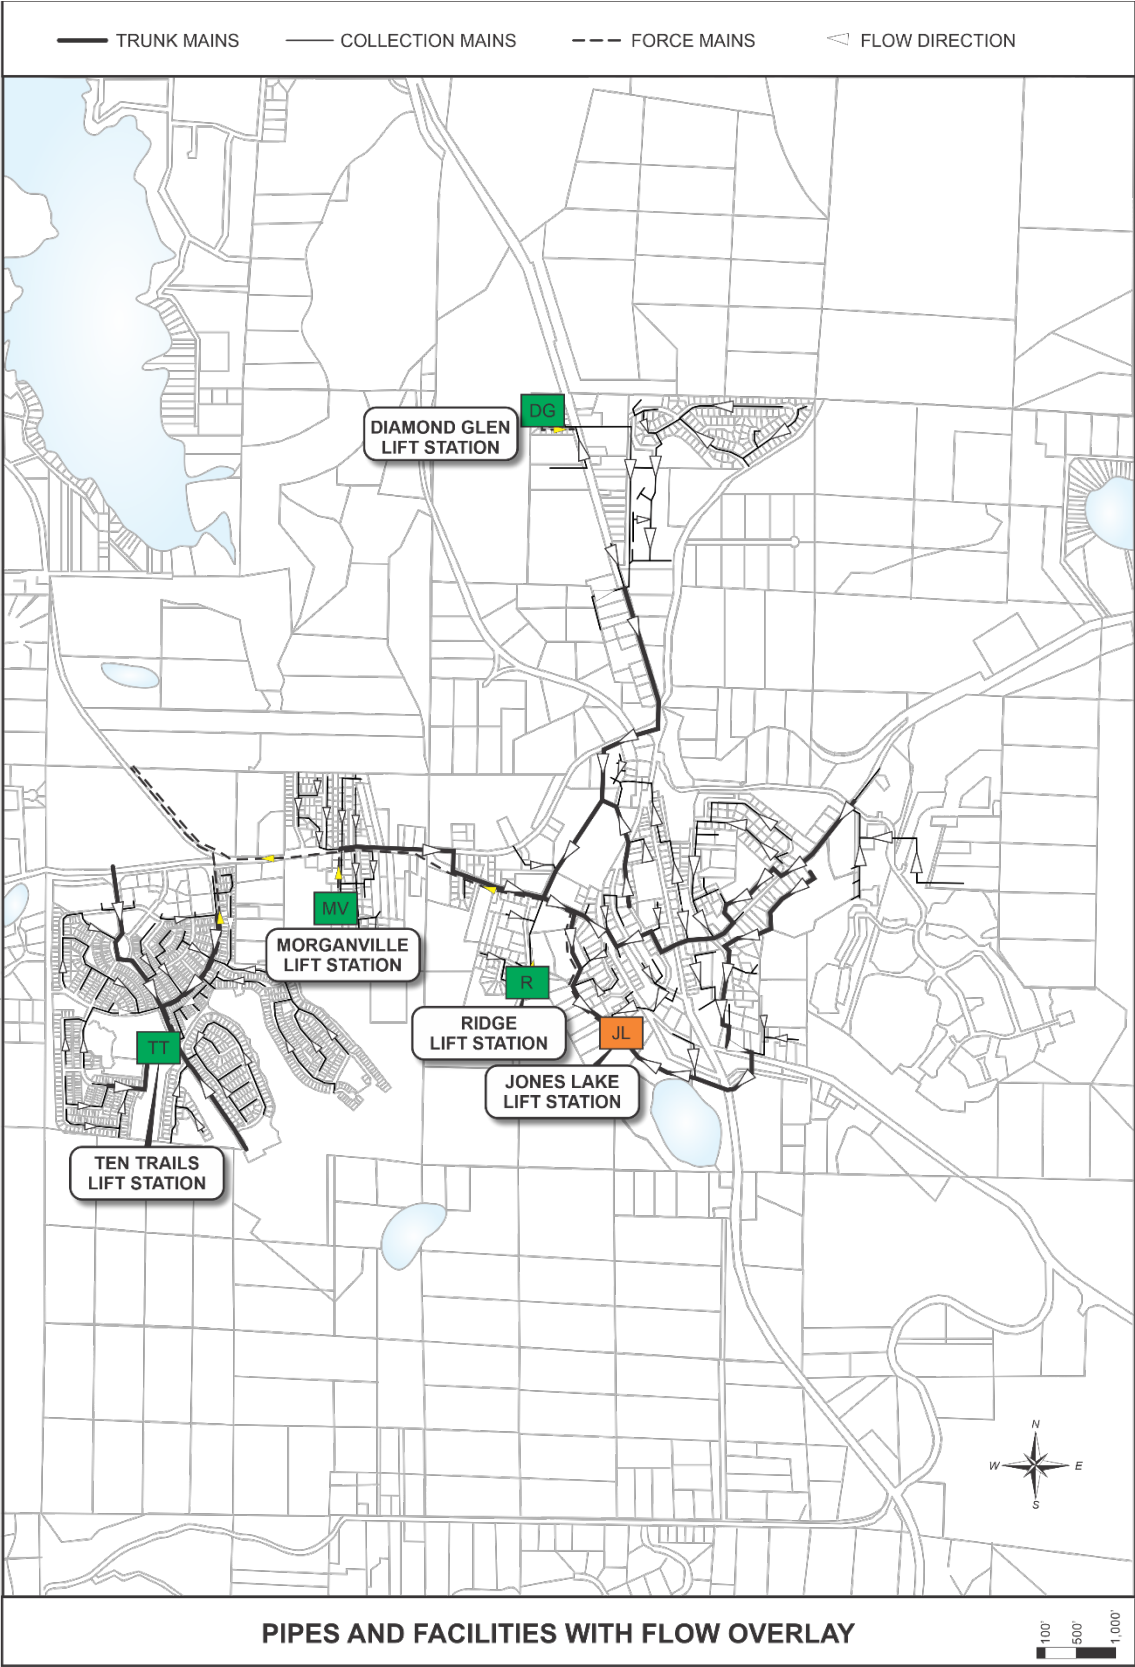 TRUNK MAINS
COLLECTION MAINS
FORCE MAINS
FLOW DIRECTION
DG
DIAMOND GLEN
LIFT STATION
MV
MORGANVILLE
LIFT STATION
R
RIDGE
LIFT STATION
JL
JONES LAKE
LIFT STATION
TT
TEN TRAILS
LIFT STATION
N
W
E
S
PIPES AND FACILITIES WITH FLOW OVERLAY
100'
500'
1,000'